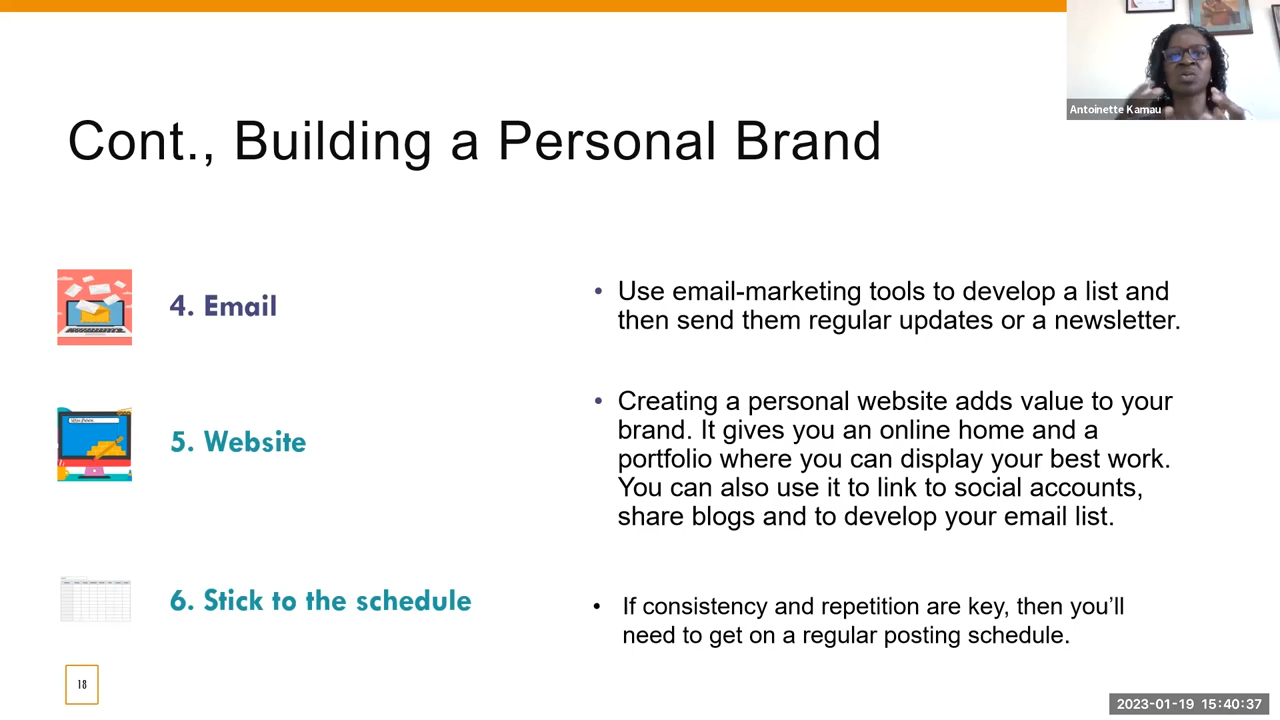 Antoinette Kamau
Cont., Building a Personal Brand
4. Email
• Use email-marketing tools to develop a list and
then send them regular updates or a newsletter.
5. Website
• Creating a personal website adds value to your
brand. It gives you an online home and a
portfolio where you can display your best work.
You can also use it to link to social accounts,
share blogs and to develop your email list.
6. Stick to the schedule
• If consistency and repetition are key, then you’ll
need to get on a regular posting schedule.
18
2023-01-19 15:40:37